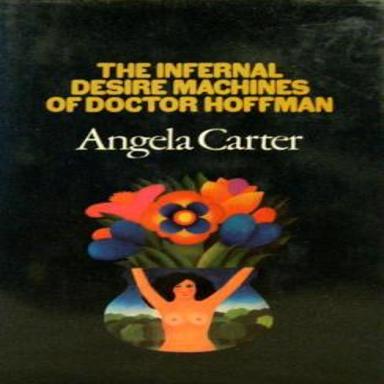 THE INFERNAL
DESIRE MACHINES
OF DOCTOR HOFFMAN
Angela Carter